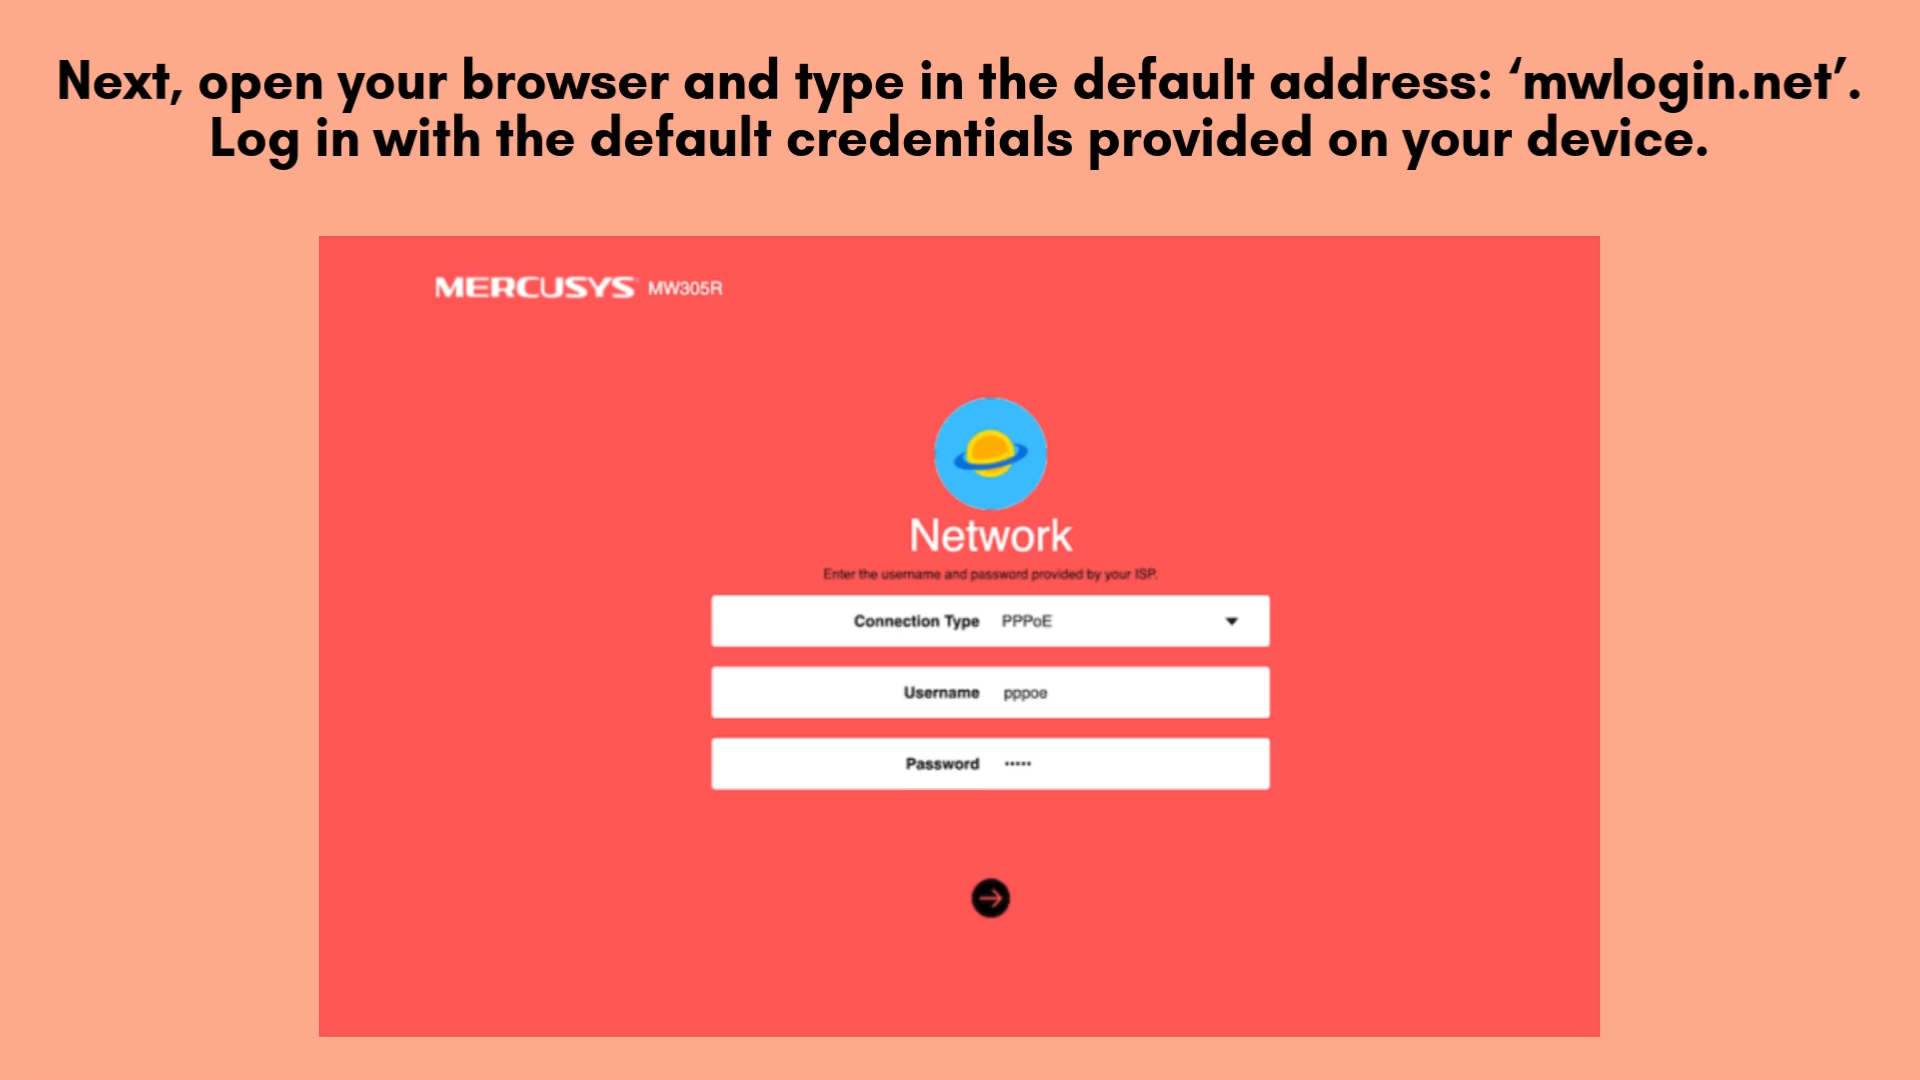 Next, open your browser and type in the default address: ‘mwlogin.net’.
Log in with the default credentials provided on your device.
MERCUSYS MW305R
Network
Enter the username and password provided by your ISP.
Connection Type PPPoE
Username pppoe
Password •••••